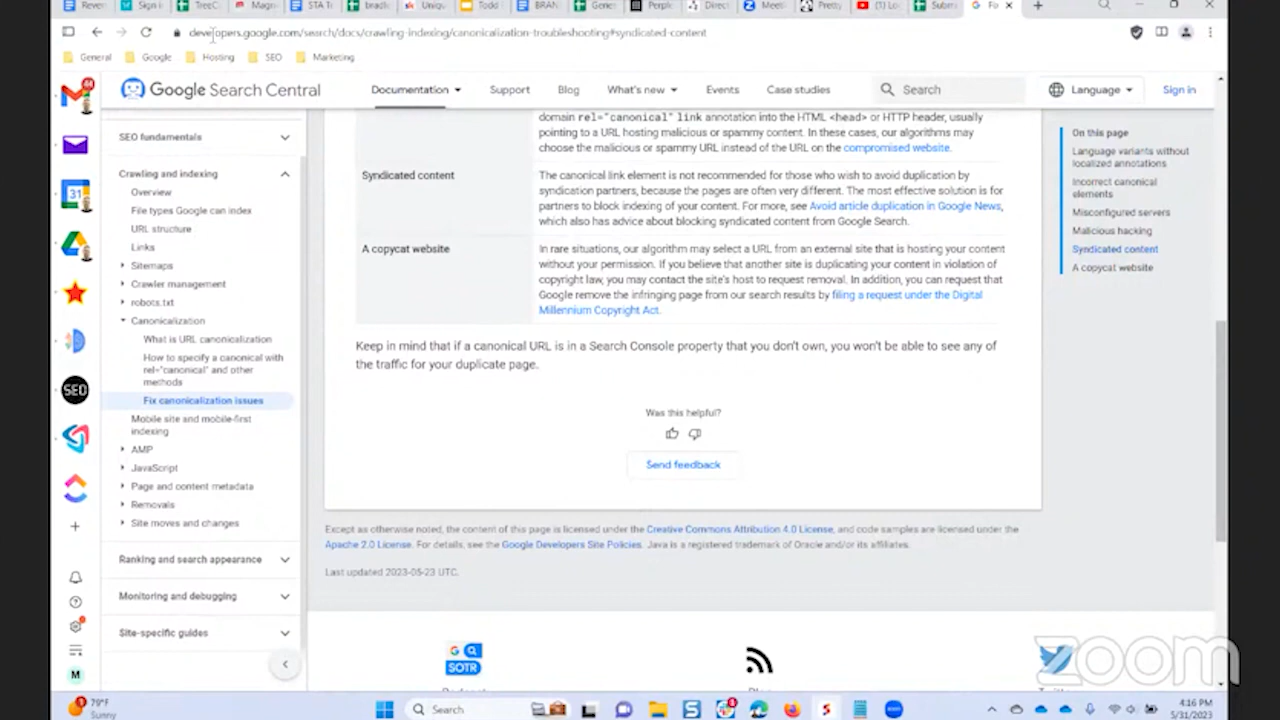 Sign in
STA T
Todd
BRAN
Direct
Meeti
Pretty
developers.google.com/search/docs/crawling-indexing/canonicalization-troubleshooting#syndicated-content
General
Google
Hosting
SEO
Marketing
Google Search Central
Documentation
Support
Blog
What's new
Events
Case studies
Search
Language
Sign in
SEO fundamentals
Crawling and indexing
Overview
File types Google can index
URL structure
Links
Sitemaps
Crawler management
robots.txt
Canonicalization
What is URL canonicalization
How to specify a canonical with
rel="canonical" and other
methods
Fix canonicalization issues
Mobile site and mobile-first
indexing
AMP
JavaScript
Page and content metadata
Removals
Site moves and changes
Ranking and search appearance
Monitoring and debugging
Site-specific guides
domain rel="canonical" link annotation into the HTML <head> or HTTP header, usually
pointing to a URL hosting malicious or spammy content. In these cases, our algorithms may
choose the malicious or spammy URL instead of the URL on the compromised website.
Syndicated content
The canonical link element is not recommended for those who wish to avoid duplication by
syndication partners, because the pages are often very different. The most effective solution is for
partners to block indexing of your content. For more, see Avoid article duplication in Google News,
which also has advice about blocking syndicated content from Google Search.
A copycat website
In rare situations, our algorithm may select a URL from an external site that is hosting your content
without your permission. If you believe that another site is duplicating your content in violation of
copyright law, you may contact the site's host to request removal. In addition, you can request that
Google remove the infringing page from our search results by filing a request under the Digital
Millennium Copyright Act.
Keep in mind that if a canonical URL is in a Search Console property that you don't own, you won't be able to see any of
the traffic for your duplicate page.
Was this helpful?
Send feedback
Except as otherwise noted, the content of this page is licensed under the Creative Commons Attribution 4.0 License, and code samples are licensed under the
Apache 2.0 License. For details, see the Google Developers Site Policies. Java is a registered trademark of Oracle and/or its affiliates.
Last updated 2023-05-23 UTC.
On this page
Language variants without
localized annotations
Incorrect canonical
elements
Misconfigured servers
Malicious hacking
Syndicated content
A copycat website
SOTR
31
SEO
M
zoom
79°F
Sunny
Search
4:16 PM
5/31/2023